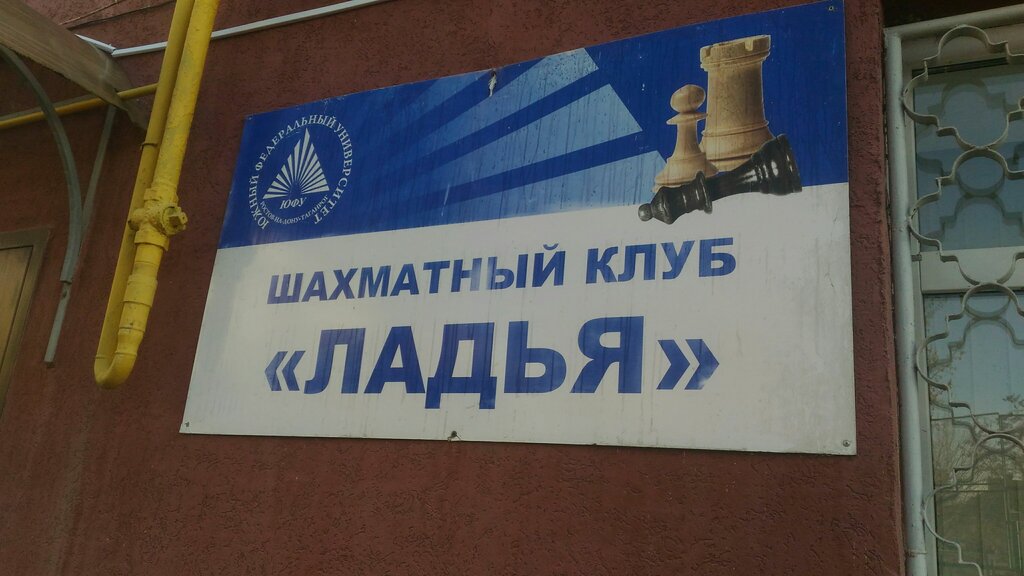 ЮЖНЫЙ ФЕДЕРАЛЬНЫЙ УНИВЕРСИТЕТ
ЮФУ
ШАХМАТНЫЙ КЛУБ
«ЛАДЬЯ»